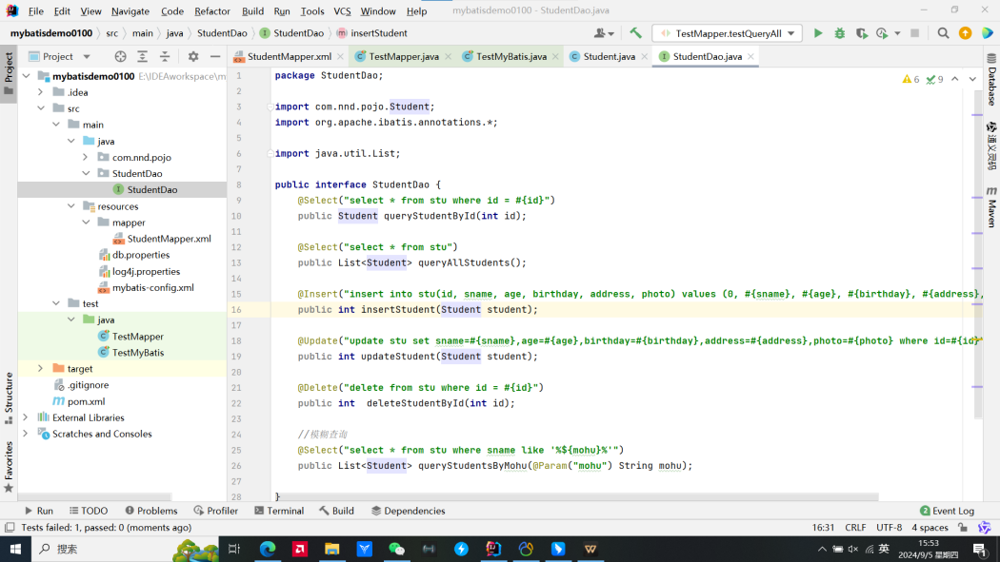 File Edit View Navigate Code Refactor Build Run Tools VCS Window Help mybatisdemo0100 - StudentDao.java
mybatisdemo0100 src main java StudentDao StudentDao insertStudent TestMapper.testQueryAll
Project StudentMapper.xml TestMapper.java TestMyBatis.java Student.java StudentDao.java
Project
Structure
Favorites
mybatisdemo0100 E:\IDEAworkspace\m
.idea
src
main
java
com.nnd.pojo
StudentDao
StudentDao
resources
mapper
StudentMapper.xml
db.properties
log4j.properties
mybatis-config.xml
test
java
TestMapper
TestMyBatis
target
.gitignore
pom.xml
External Libraries
Scratches and Consoles
6 9
1 package StudentDao;
2
3 import com.nnd.pojo.Student;
4 import org.apache.ibatis.annotations.*;
5
6 import java.util.List;
7
8 public interface StudentDao {
9 @Select("select * from stu where id = #{id}")
10 public Student queryStudentById(int id);
11
12 @Select("select * from stu")
13 public List<Student> queryAllStudents();
14
15 @Insert("insert into stu(id, sname, age, birthday, address, photo) values (0, #{sname}, #{age}, #{birthday}, #{address},
16 public int insertStudent(Student student);
17
18 @Update("update stu set sname=#{sname},age=#{age},birthday=#{birthday},address=#{address},photo=#{photo} where id=#{id}
19 public int updateStudent(Student student);
20
21 @Delete("delete from stu where id = #{id}")
22 public int deleteStudentById(int id);
23
24 //模糊查询
25 @Select("select * from stu where sname like '%${mohu}%'")
26 public List<Student> queryStudentsByMohu(@Param("mohu") String mohu);
27
28 }
Database
通义灵码
Maven
Run TODO Problems Profiler Terminal Build Dependencies 2 Event Log
Tests failed: 1, passed: 0 (moments ago) 16:31 CRLF UTF-8 4 spaces
搜索 英 15:53
2024/9/5 星期四 1